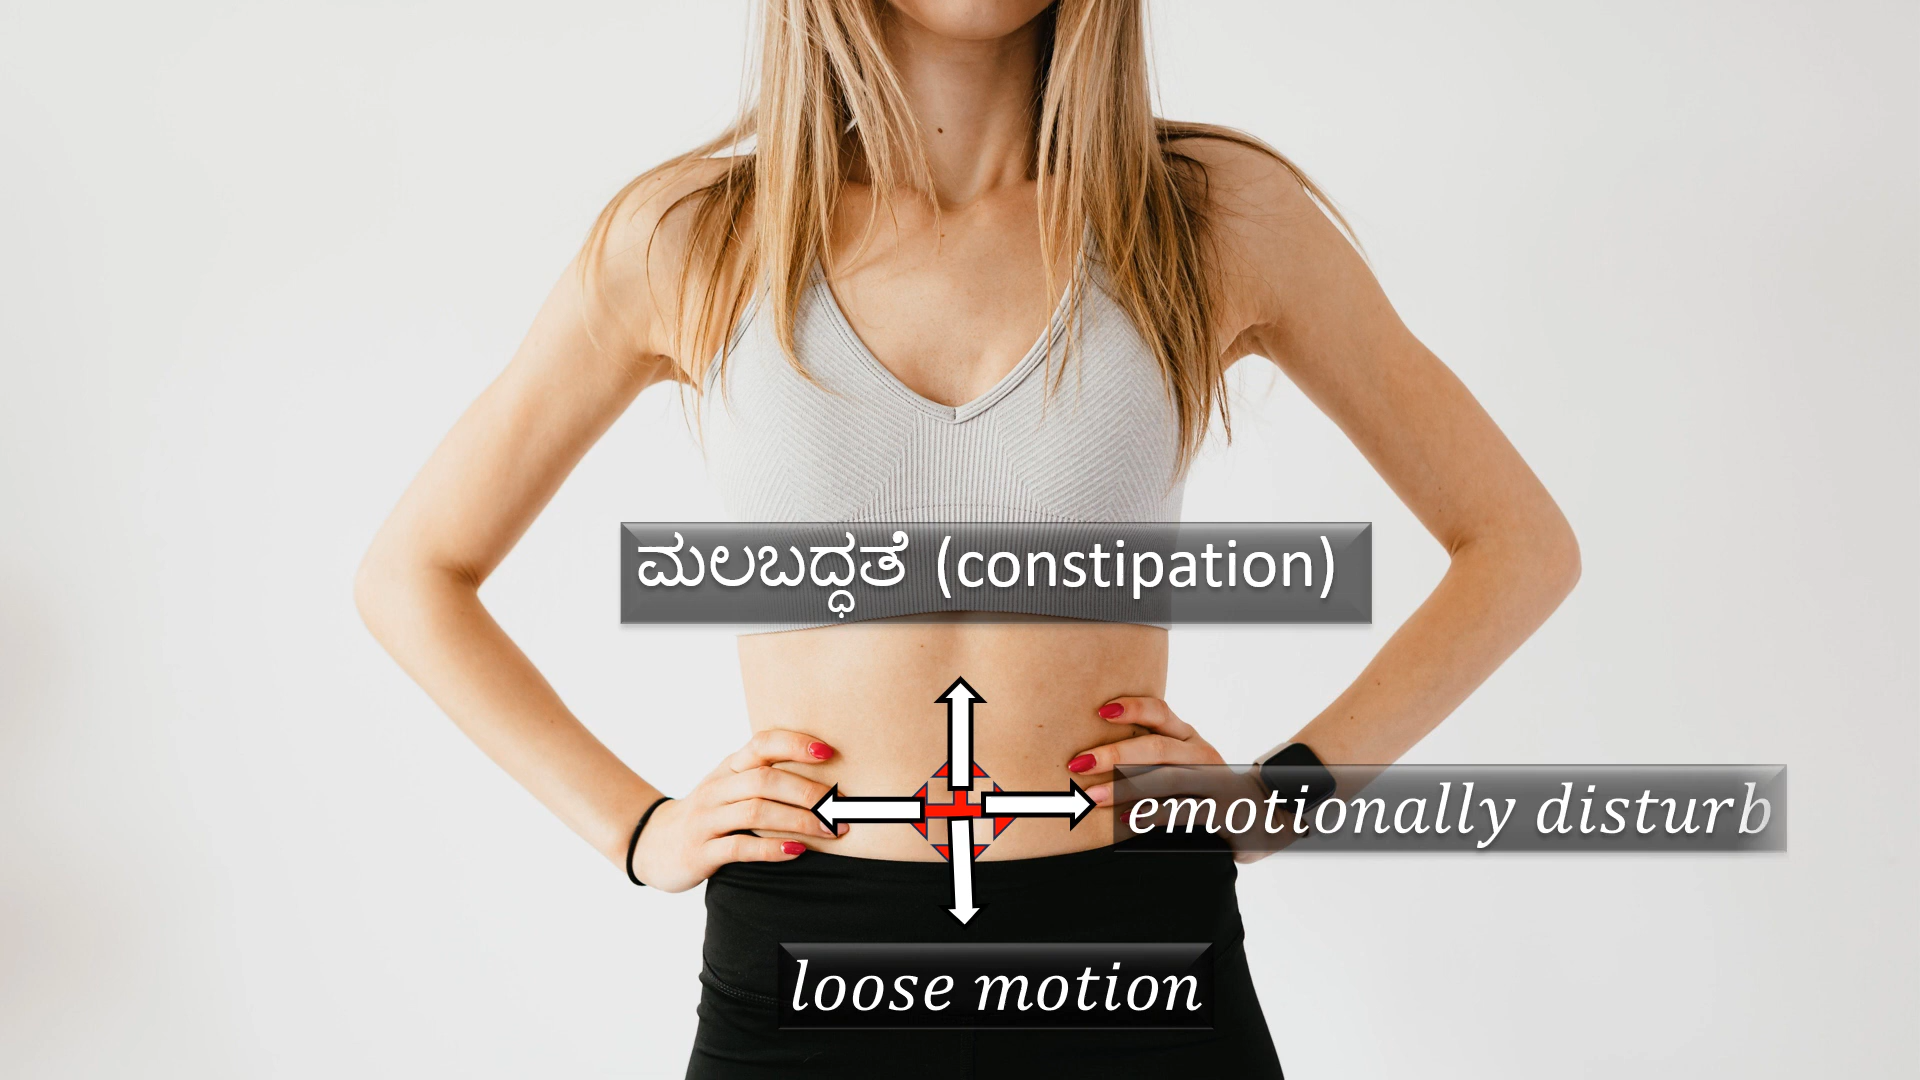 ಮಲಬದ್ಧತೆ (constipation)
emotionally disturb
loose motion